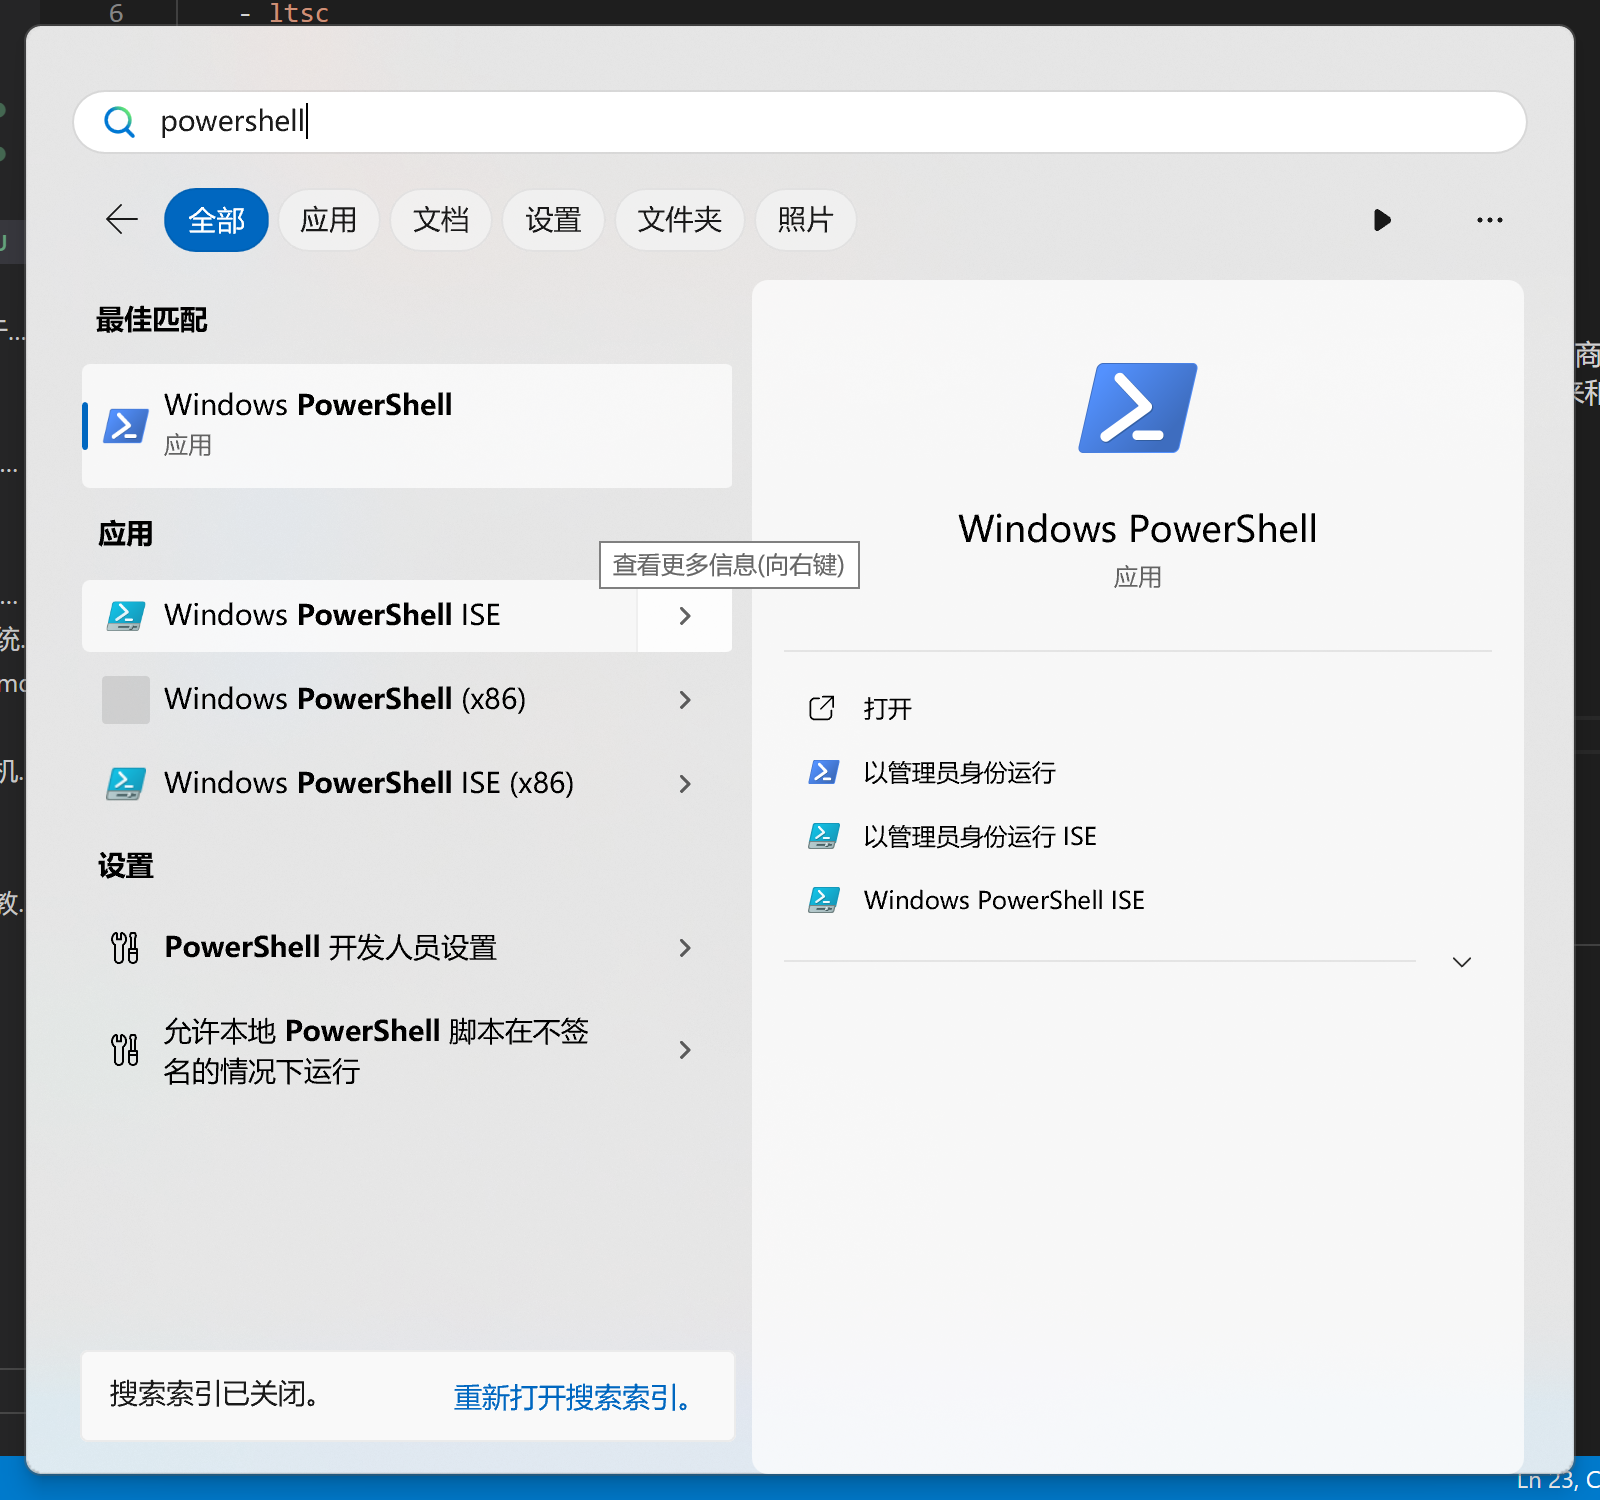 6 - ltsc
powershell
全部 应用 文档 设置 文件夹 照片
最佳匹配
Windows PowerShell
应用
应用
查看更多信息(向右键)
Windows PowerShell ISE
Windows PowerShell (x86)
Windows PowerShell ISE (x86)
设置
PowerShell 开发人员设置
允许本地 PowerShell 脚本在不签
名的情况下运行
搜索索引已关闭。 重新打开搜索索引。
Windows PowerShell
应用
打开
以管理员身份运行
以管理员身份运行 ISE
Windows PowerShell ISE
...
...
...
统.
机.
教.
商
Ln 23, C